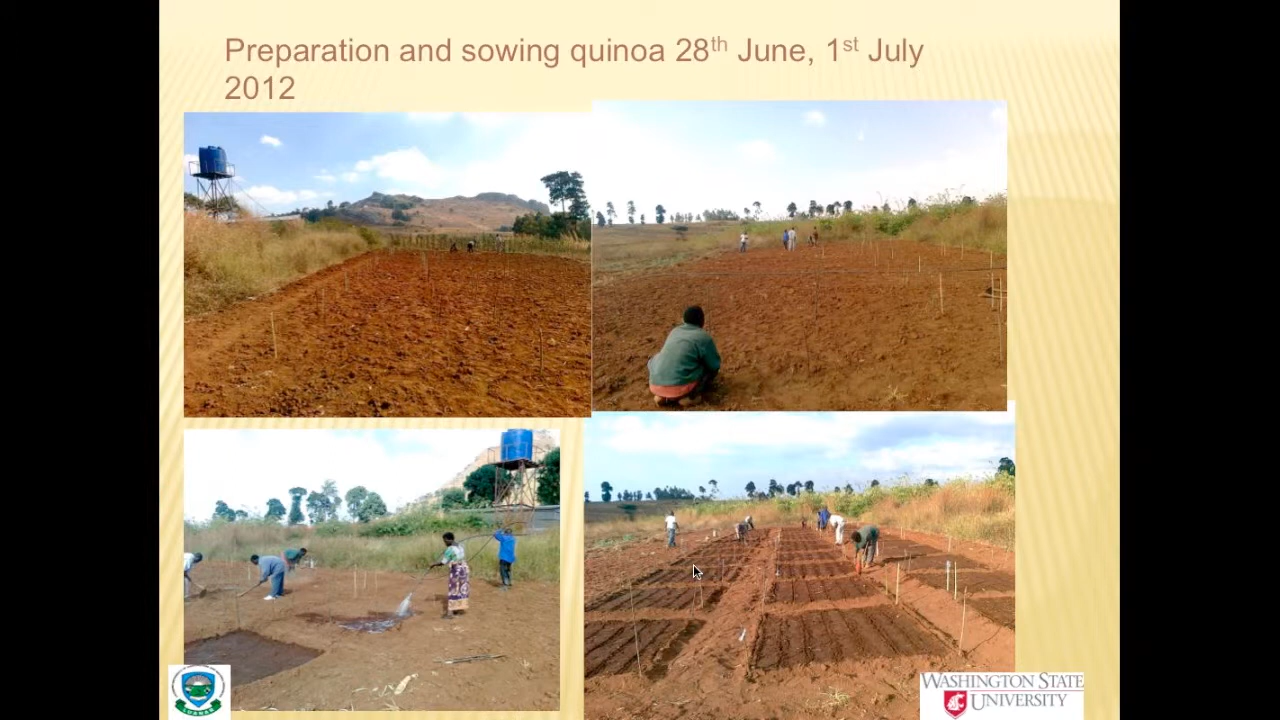 Preparation and sowing quinoa 28th June, 1st July
2012
WASHINGTON STATE
UNIVERSITY